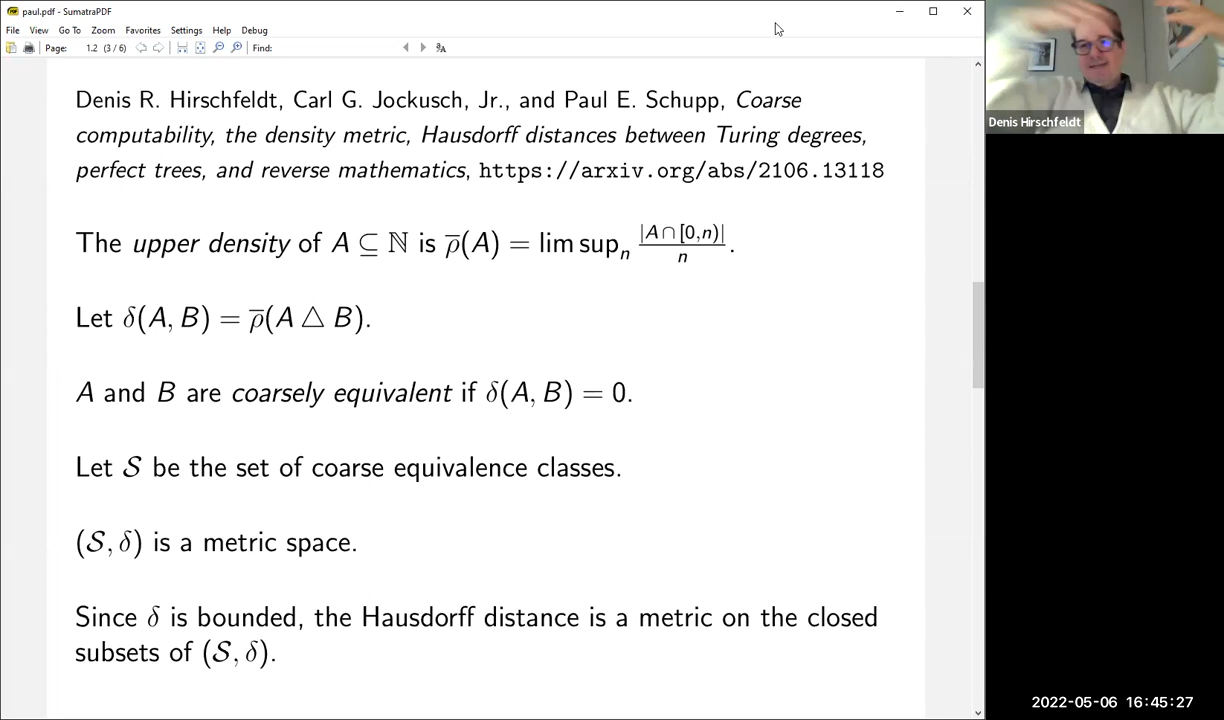 paul.pdf - SumatraPDF
File View Go To Zoom Favorites Settings Help Debug
Page: 1.2 (3 / 6) Find:
Denis R. Hirschfeldt, Carl G. Jockusch, Jr., and Paul E. Schupp, Coarse
computability, the density metric, Hausdorff distances between Turing degrees,
perfect trees, and reverse mathematics, https://arxiv.org/abs/2106.13118
The upper density of A ⊆ ℕ is ρ̅(A) = lim supₙ |A ∩ [0,n)| / n.
Let δ(A, B) = ρ̅(A △ B).
A and B are coarsely equivalent if δ(A, B) = 0.
Let 𝒮 be the set of coarse equivalence classes.
(𝒮, δ) is a metric space.
Since δ is bounded, the Hausdorff distance is a metric on the closed
subsets of (𝒮, δ).
Denis Hirschfeldt
2022-05-06 16:45:27